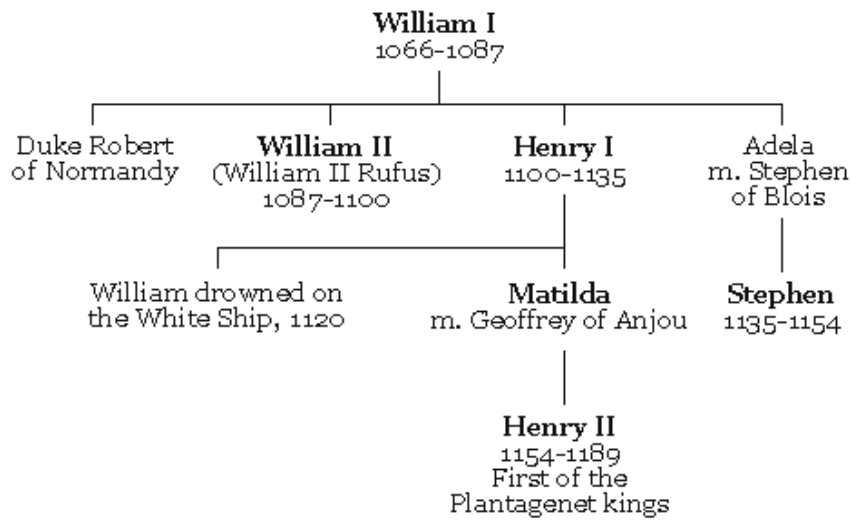 William I
1066-1087
Duke Robert
of Normandy
William II
(William II Rufus)
1087-1100
Henry I
1100-1135
Adela
m. Stephen
of Blois
William drowned on
the White Ship, 1120
Matilda
m. Geoffrey of Anjou
Stephen
1135-1154
Henry II
1154-1189
First of the
Plantagenet kings